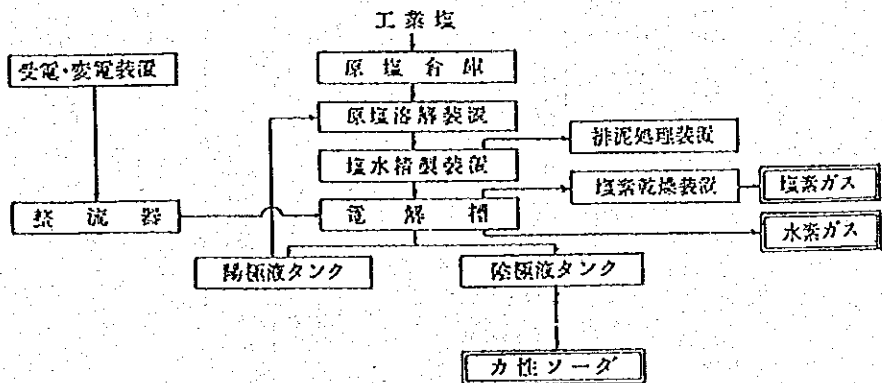 工業塩
受電・変電装置
原塩倉庫
原塩溶解装置
排泥処理装置
塩水精製装置
塩素乾燥装置
塩素ガス
整流器
電解槽
水素ガス
陽極液タンク
陰極液タンク
カ性ソーダ